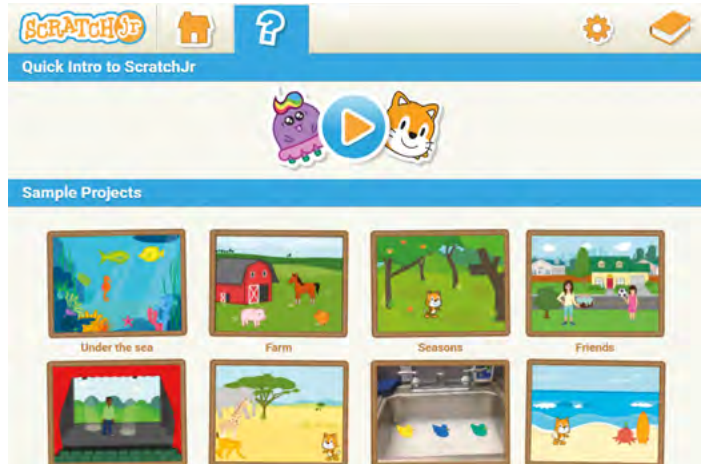 SCRATCHJr
?
Quick Intro to ScratchJr
Sample Projects
Under the sea
Farm
Seasons
Friends